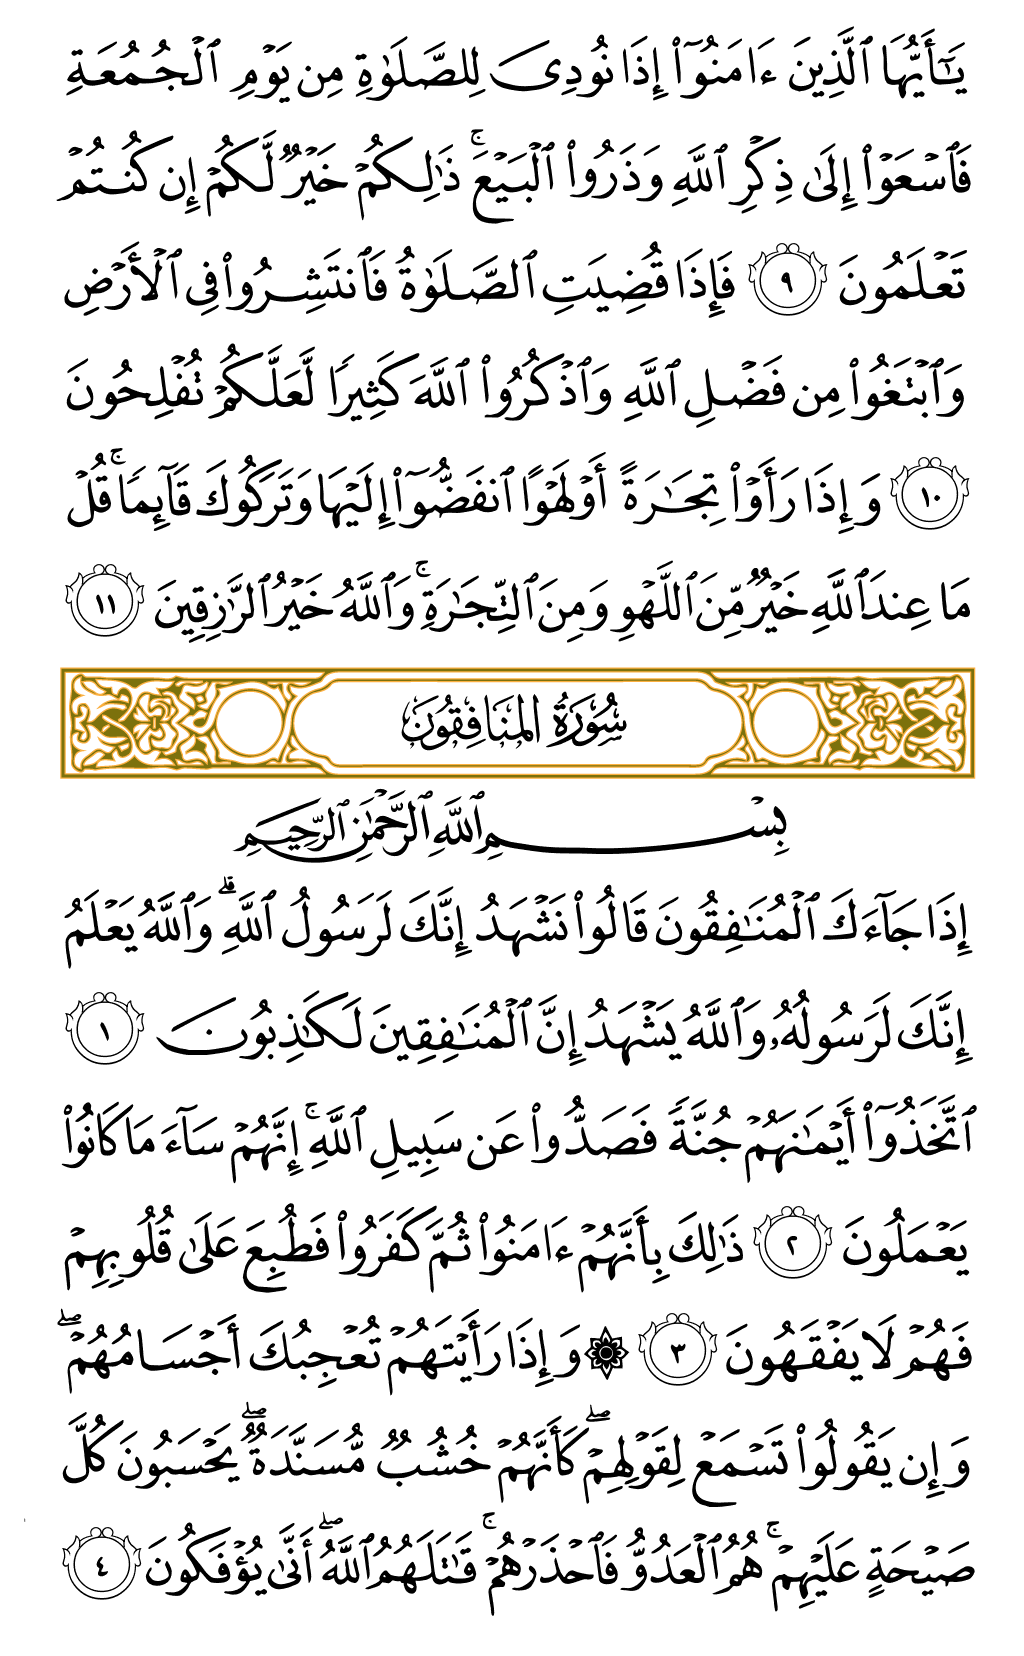 يَٰٓأَيُّهَا ٱلَّذِينَ ءَامَنُوٓا۟ إِذَا نُودِىَ لِلصَّلَوٰةِ مِن يَوْمِ ٱلْجُمُعَةِ
فَٱسْعَوْا۟ إِلَىٰ ذِكْرِ ٱللَّهِ وَذَرُوا۟ ٱلْبَيْعَ ۚ ذَٰلِكُمْ خَيْرٌ لَّكُمْ إِن كُنتُمْ
تَعْلَمُونَ ٩ فَإِذَا قُضِيَتِ ٱلصَّلَوٰةُ فَٱنتَشِرُوا۟ فِى ٱلْأَرْضِ
وَٱبْتَغُوا۟ مِن فَضْلِ ٱللَّهِ وَٱذْكُرُوا۟ ٱللَّهَ كَثِيرًا لَّعَلَّكُمْ تُفْلِحُونَ
١٠ وَإِذَا رَأَوْا۟ تِجَٰرَةً أَوْ لَهْوًا ٱنفَضُّوٓا۟ إِلَيْهَا وَتَرَكُوكَ قَآئِمًا ۚ قُلْ
مَا عِندَ ٱللَّهِ خَيْرٌ مِّنَ ٱللَّهْوِ وَمِنَ ٱلتِّجَٰرَةِ ۚ وَٱللَّهُ خَيْرُ ٱلرَّٰزِقِينَ ١١
سُورَةُ المُنَافِقُونَ
بِسْمِ ٱللَّهِ ٱلرَّحْمَٰنِ ٱلرَّحِيمِ
إِذَا جَآءَكَ ٱلْمُنَٰفِقُونَ قَالُوا۟ نَشْهَدُ إِنَّكَ لَرَسُولُ ٱللَّهِ ۗ وَٱللَّهُ يَعْلَمُ
إِنَّكَ لَرَسُولُهُۥ وَٱللَّهُ يَشْهَدُ إِنَّ ٱلْمُنَٰفِقِينَ لَكَٰذِبُونَ ١
ٱتَّخَذُوٓا۟ أَيْمَٰنَهُمْ جُنَّةً فَصَدُّوا۟ عَن سَبِيلِ ٱللَّهِ ۚ إِنَّهُمْ سَآءَ مَا كَانُوا۟
يَعْمَلُونَ ٢ ذَٰلِكَ بِأَنَّهُمْ ءَامَنُوا۟ ثُمَّ كَفَرُوا۟ فَطُبِعَ عَلَىٰ قُلُوبِهِمْ
فَهُمْ لَا يَفْقَهُونَ ٣ ۞ وَإِذَا رَأَيْتَهُمْ تُعْجِبُكَ أَجْسَامُهُمْ ۖ
وَإِن يَقُولُوا۟ تَسْمَعْ لِقَوْلِهِمْ ۖ كَأَنَّهُمْ خُشُبٌ مُّسَنَّدَةٌ ۖ يَحْسَبُونَ كُلَّ
صَيْحَةٍ عَلَيْهِمْ ۚ هُمُ ٱلْعَدُوُّ فَٱحْذَرْهُمْ ۚ قَٰتَلَهُمُ ٱللَّهُ ۖ أَنَّىٰ يُؤْفَكُونَ ٤